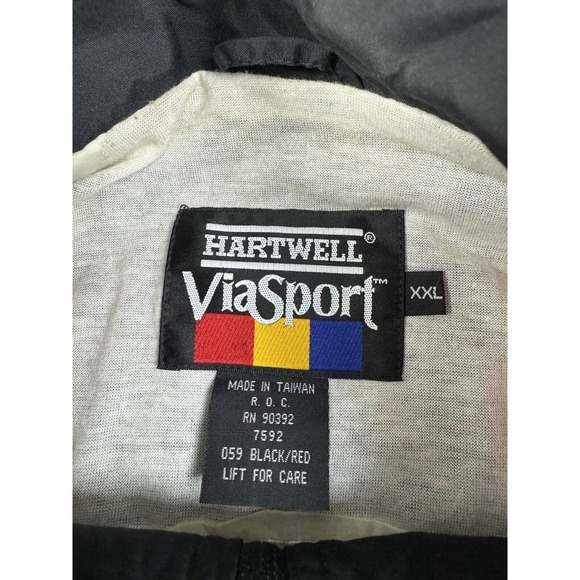 HARTWELL®
ViaSport™
XXL
MADE IN TAIWAN
R. O. C.
RN 90392
7592
059 BLACK/RED
LIFT FOR CARE